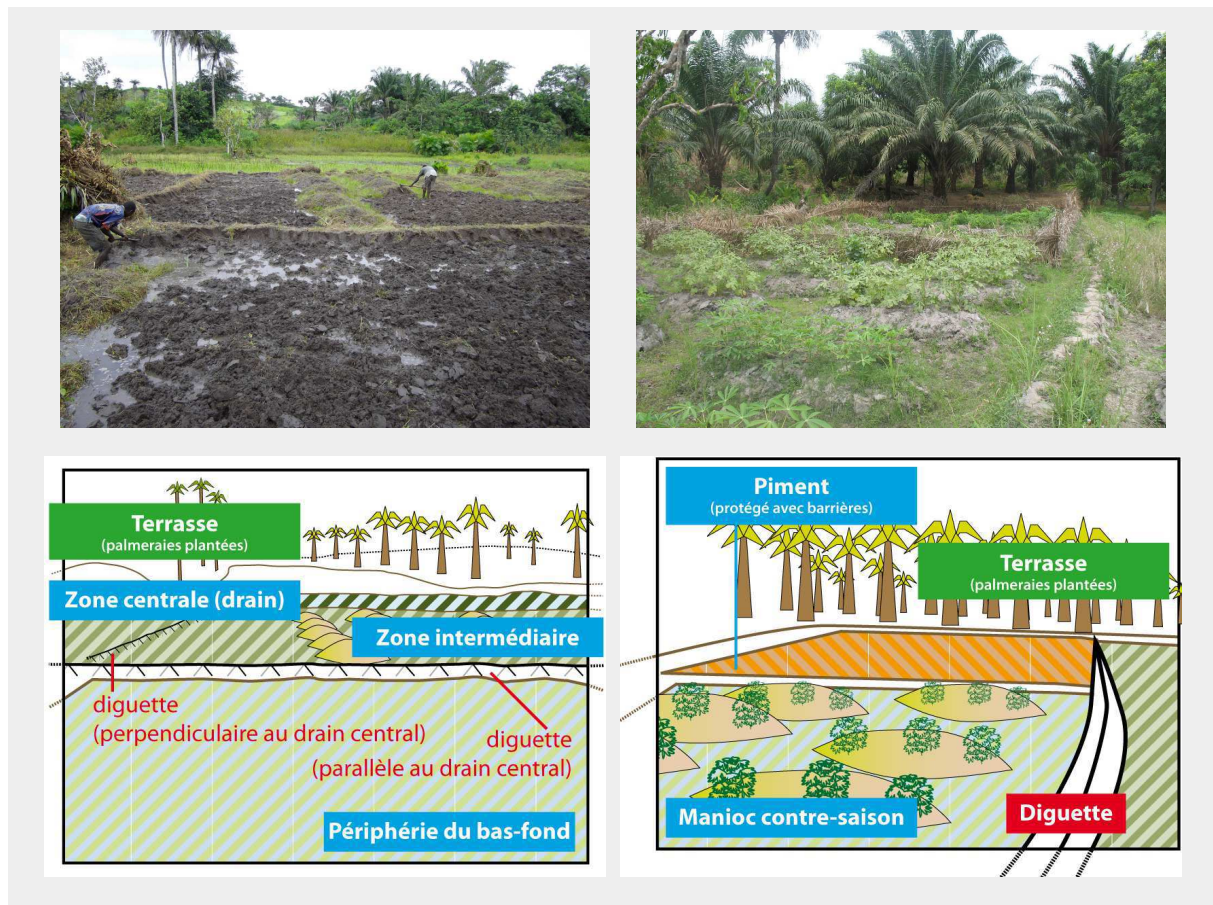 Terrasse
(palmeraies plantées)
Zone centrale (drain)
Zone intermédiaire
diguette
(perpendiculaire au drain central)
diguette
(parallèle au drain central)
Périphérie du bas-fond
Piment
(protégé avec barrières)
Terrasse
(palmeraies plantées)
Manioc contre-saison
Diguette